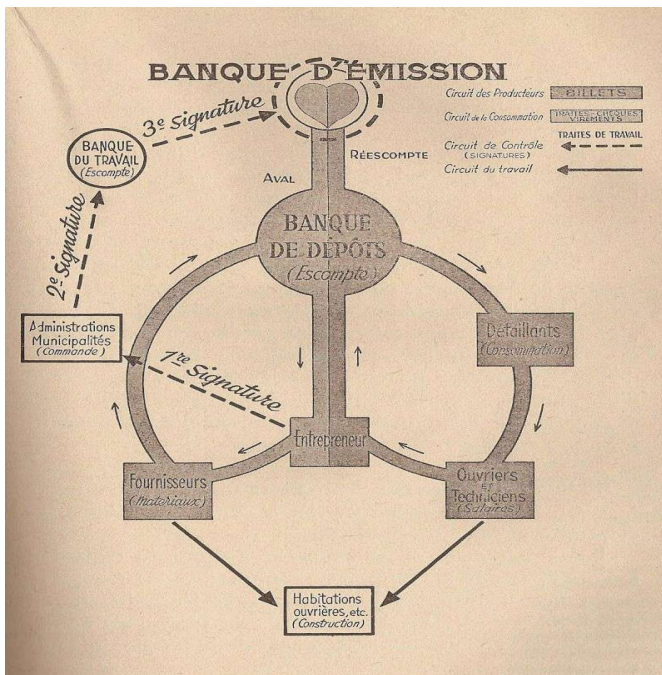 BANQUE D'ÉMISSION
Circuit des Producteurs
BILLETS
Circuit de la Consommation
TRAITES-CHÈQUES
VIREMENTS
TRAITES DE TRAVAIL
Circuit de Contrôle
(SIGNATURES)
Circuit du travail
3e Signature
BANQUE
DU TRAVAIL
(Escompte)
AVAL
RÉESCOMPTE
2e Signature
BANQUE
DE DÉPÔTS
(Escompte)
Administrations
Municipalités
(Commande)
1re Signature
Détaillants
(Consommation)
Entrepreneur
Fournisseurs
(Matériaux)
Ouvriers
et
Techniciens
(Salaires)
Habitations
ouvrières, etc.
(Construction)